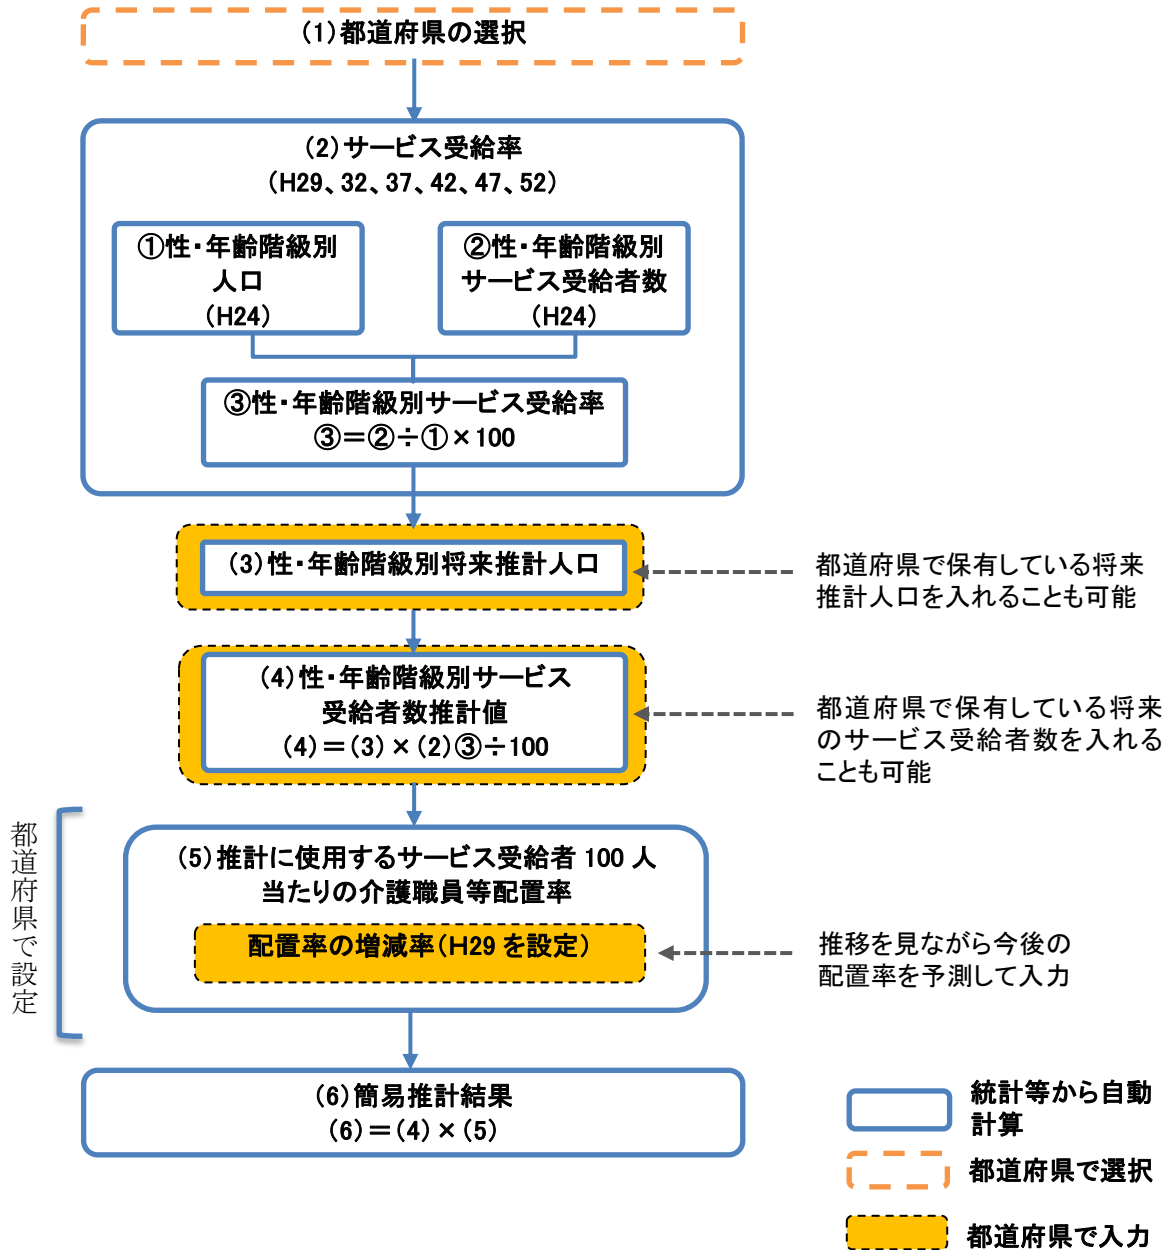 (1)都道府県の選択
(2)サービス受給率
(H29、32、37、42、47、52)
①性・年齢階級別
人口
(H24)
②性・年齢階級別
サービス受給者数
(H24)
③性・年齢階級別サービス受給率
③=②÷①×100
(3)性・年齢階級別将来推計人口
都道府県で保有している将来
推計人口を入れることも可能
(4)性・年齢階級別サービス
受給者数推計値
(4)=(3)×(2)③÷100
都道府県で保有している将来
のサービス受給者数を入れる
ことも可能
都道府県で設定
(5)推計に使用するサービス受給者 100 人
当たりの介護職員等配置率
配置率の増減率(H29 を設定)
推移を見ながら今後の
配置率を予測して入力
(6)簡易推計結果
(6)=(4)×(5)
統計等から自動
計算
都道府県で選択
都道府県で入力